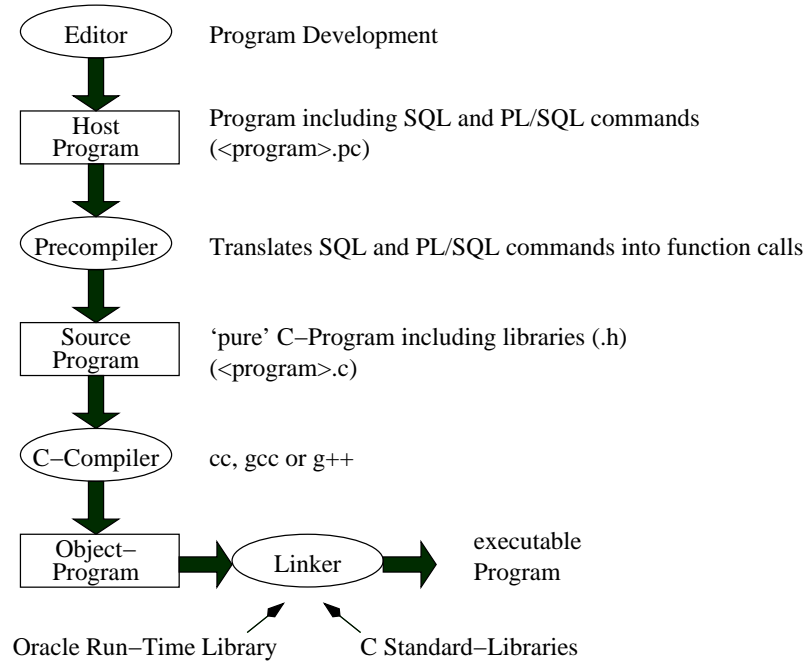 Editor
Program Development
Host
Program
Program including SQL and PL/SQL commands
(<program>.pc)
Precompiler
Translates SQL and PL/SQL commands into function calls
Source
Program
‘pure’ C−Program including libraries (.h)
(<program>.c)
C−Compiler
cc, gcc or g++
Object−
Program
Linker
executable
Program
Oracle Run−Time Library
C Standard−Libraries